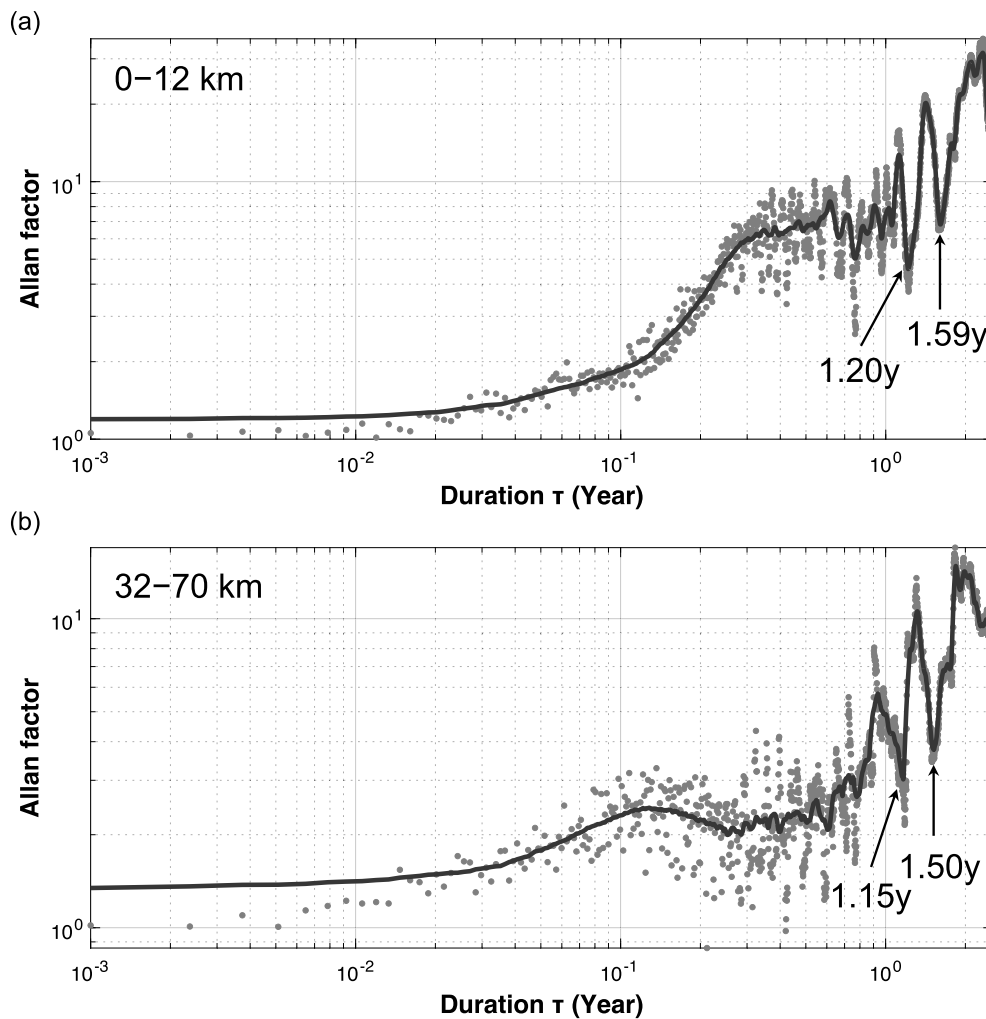 (a)
0−12 km
Allan factor
10^1
10^0
1.20y
1.59y
10^-3
10^-2
10^-1
10^0
Duration τ (Year)
(b)
32−70 km
Allan factor
10^1
10^0
1.15y
1.50y
10^-3
10^-2
10^-1
10^0
Duration τ (Year)